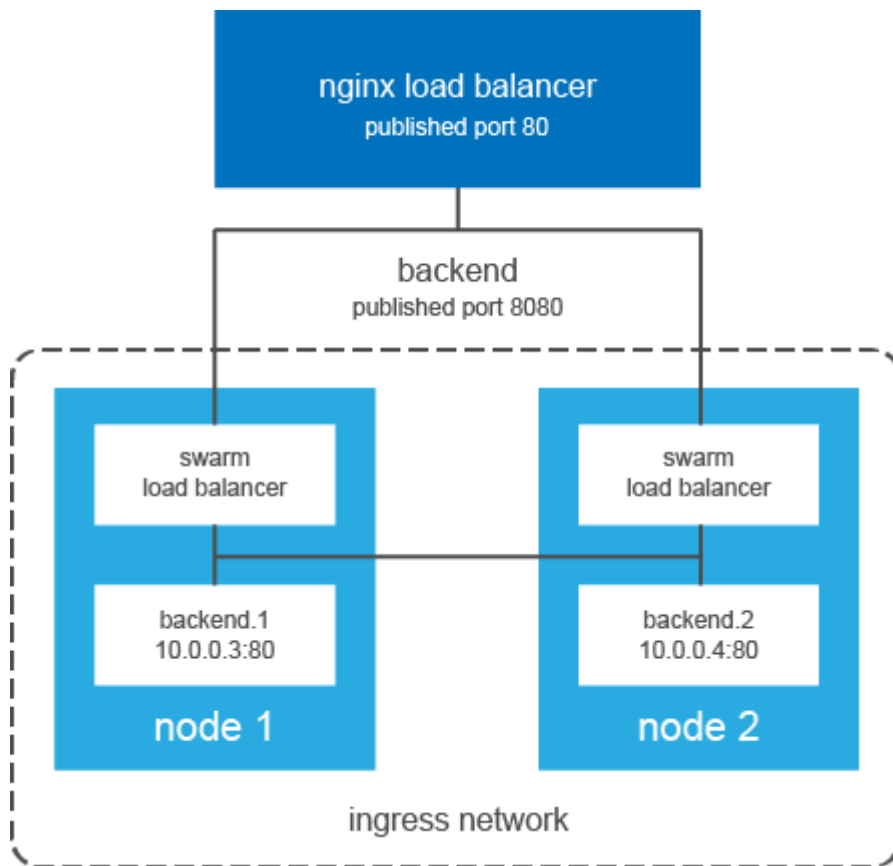 nginx load balancer
published port 80
backend
published port 8080
swarm
load balancer
backend.1
10.0.0.3:80
node 1
swarm
load balancer
backend.2
10.0.0.4:80
node 2
ingress network